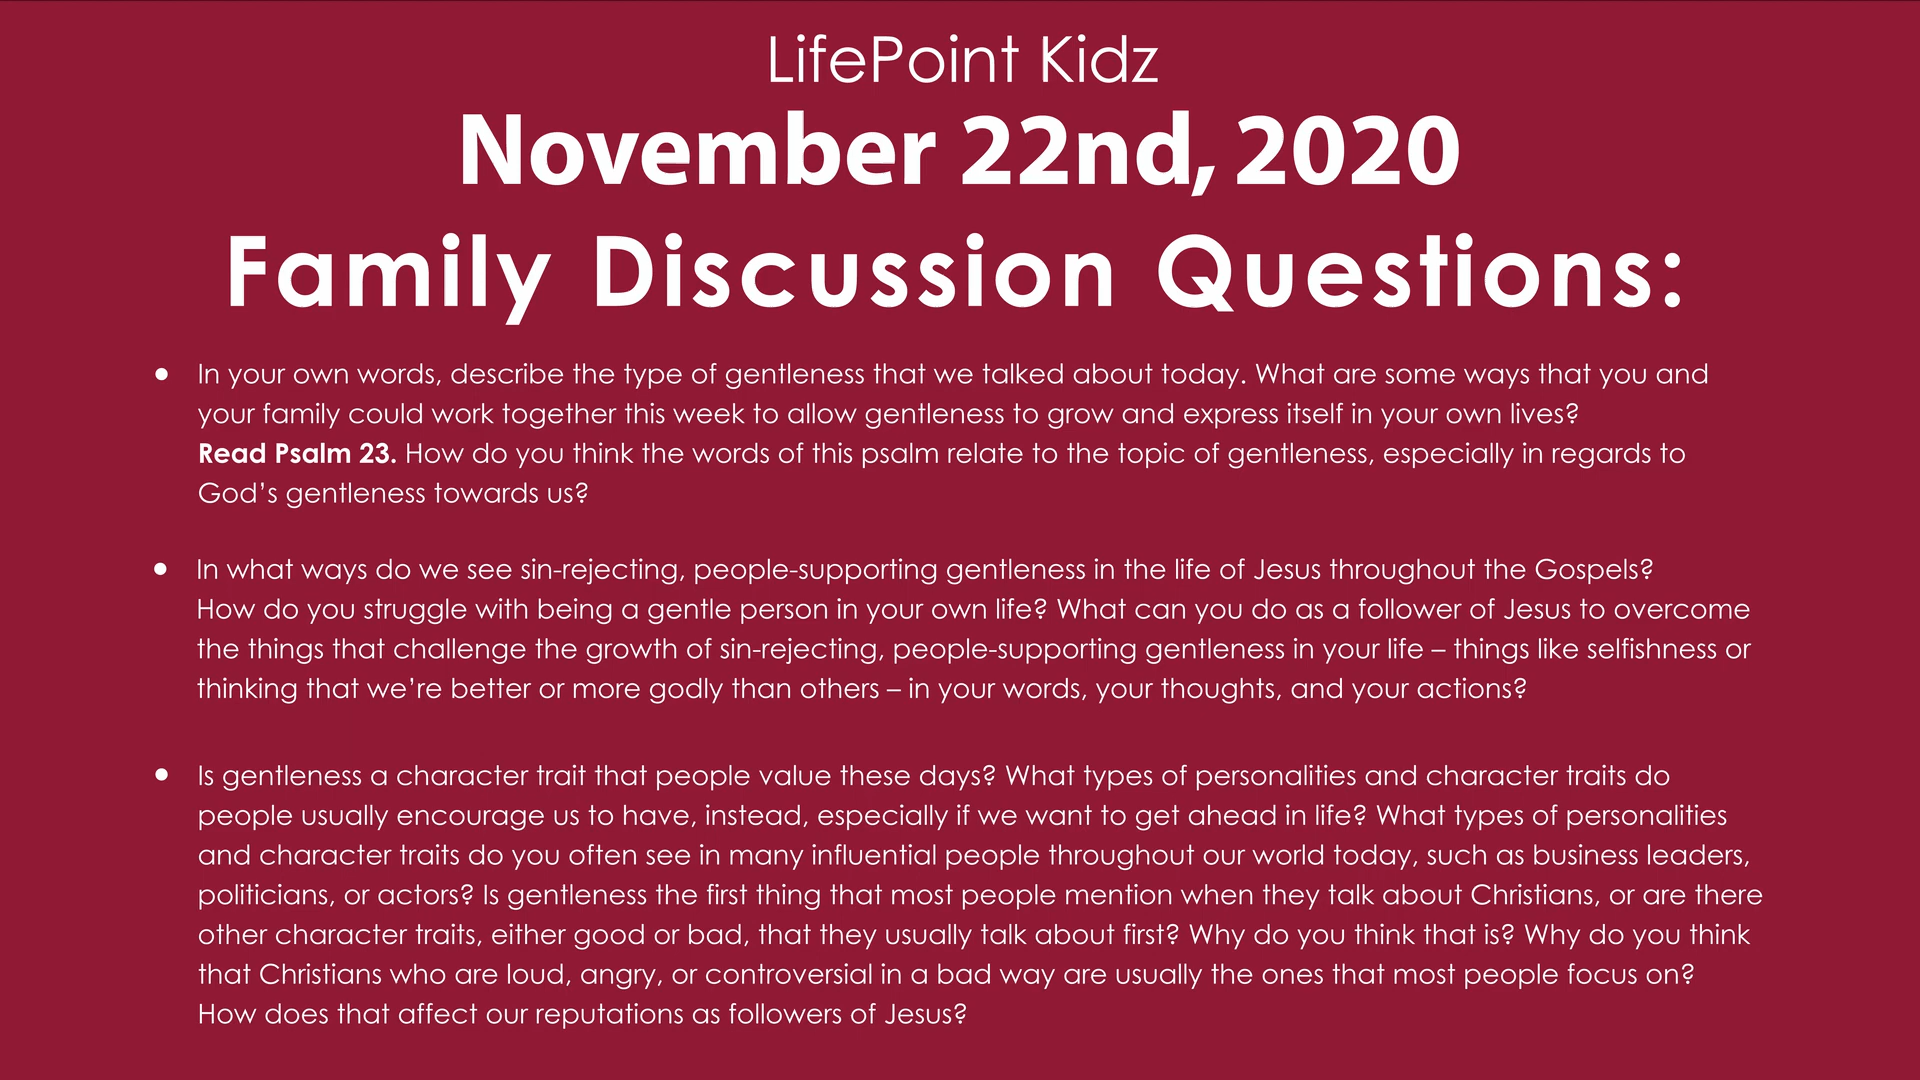 LifePoint Kidz
November 22nd, 2020
Family Discussion Questions:
• In your own words, describe the type of gentleness that we talked about today. What are some ways that you and
your family could work together this week to allow gentleness to grow and express itself in your own lives?
Read Psalm 23. How do you think the words of this psalm relate to the topic of gentleness, especially in regards to
God’s gentleness towards us?
• In what ways do we see sin-rejecting, people-supporting gentleness in the life of Jesus throughout the Gospels?
How do you struggle with being a gentle person in your own life? What can you do as a follower of Jesus to overcome
the things that challenge the growth of sin-rejecting, people-supporting gentleness in your life – things like selfishness or
thinking that we’re better or more godly than others – in your words, your thoughts, and your actions?
• Is gentleness a character trait that people value these days? What types of personalities and character traits do
people usually encourage us to have, instead, especially if we want to get ahead in life? What types of personalities
and character traits do you often see in many influential people throughout our world today, such as business leaders,
politicians, or actors? Is gentleness the first thing that most people mention when they talk about Christians, or are there
other character traits, either good or bad, that they usually talk about first? Why do you think that is? Why do you think
that Christians who are loud, angry, or controversial in a bad way are usually the ones that most people focus on?
How does that affect our reputations as followers of Jesus?